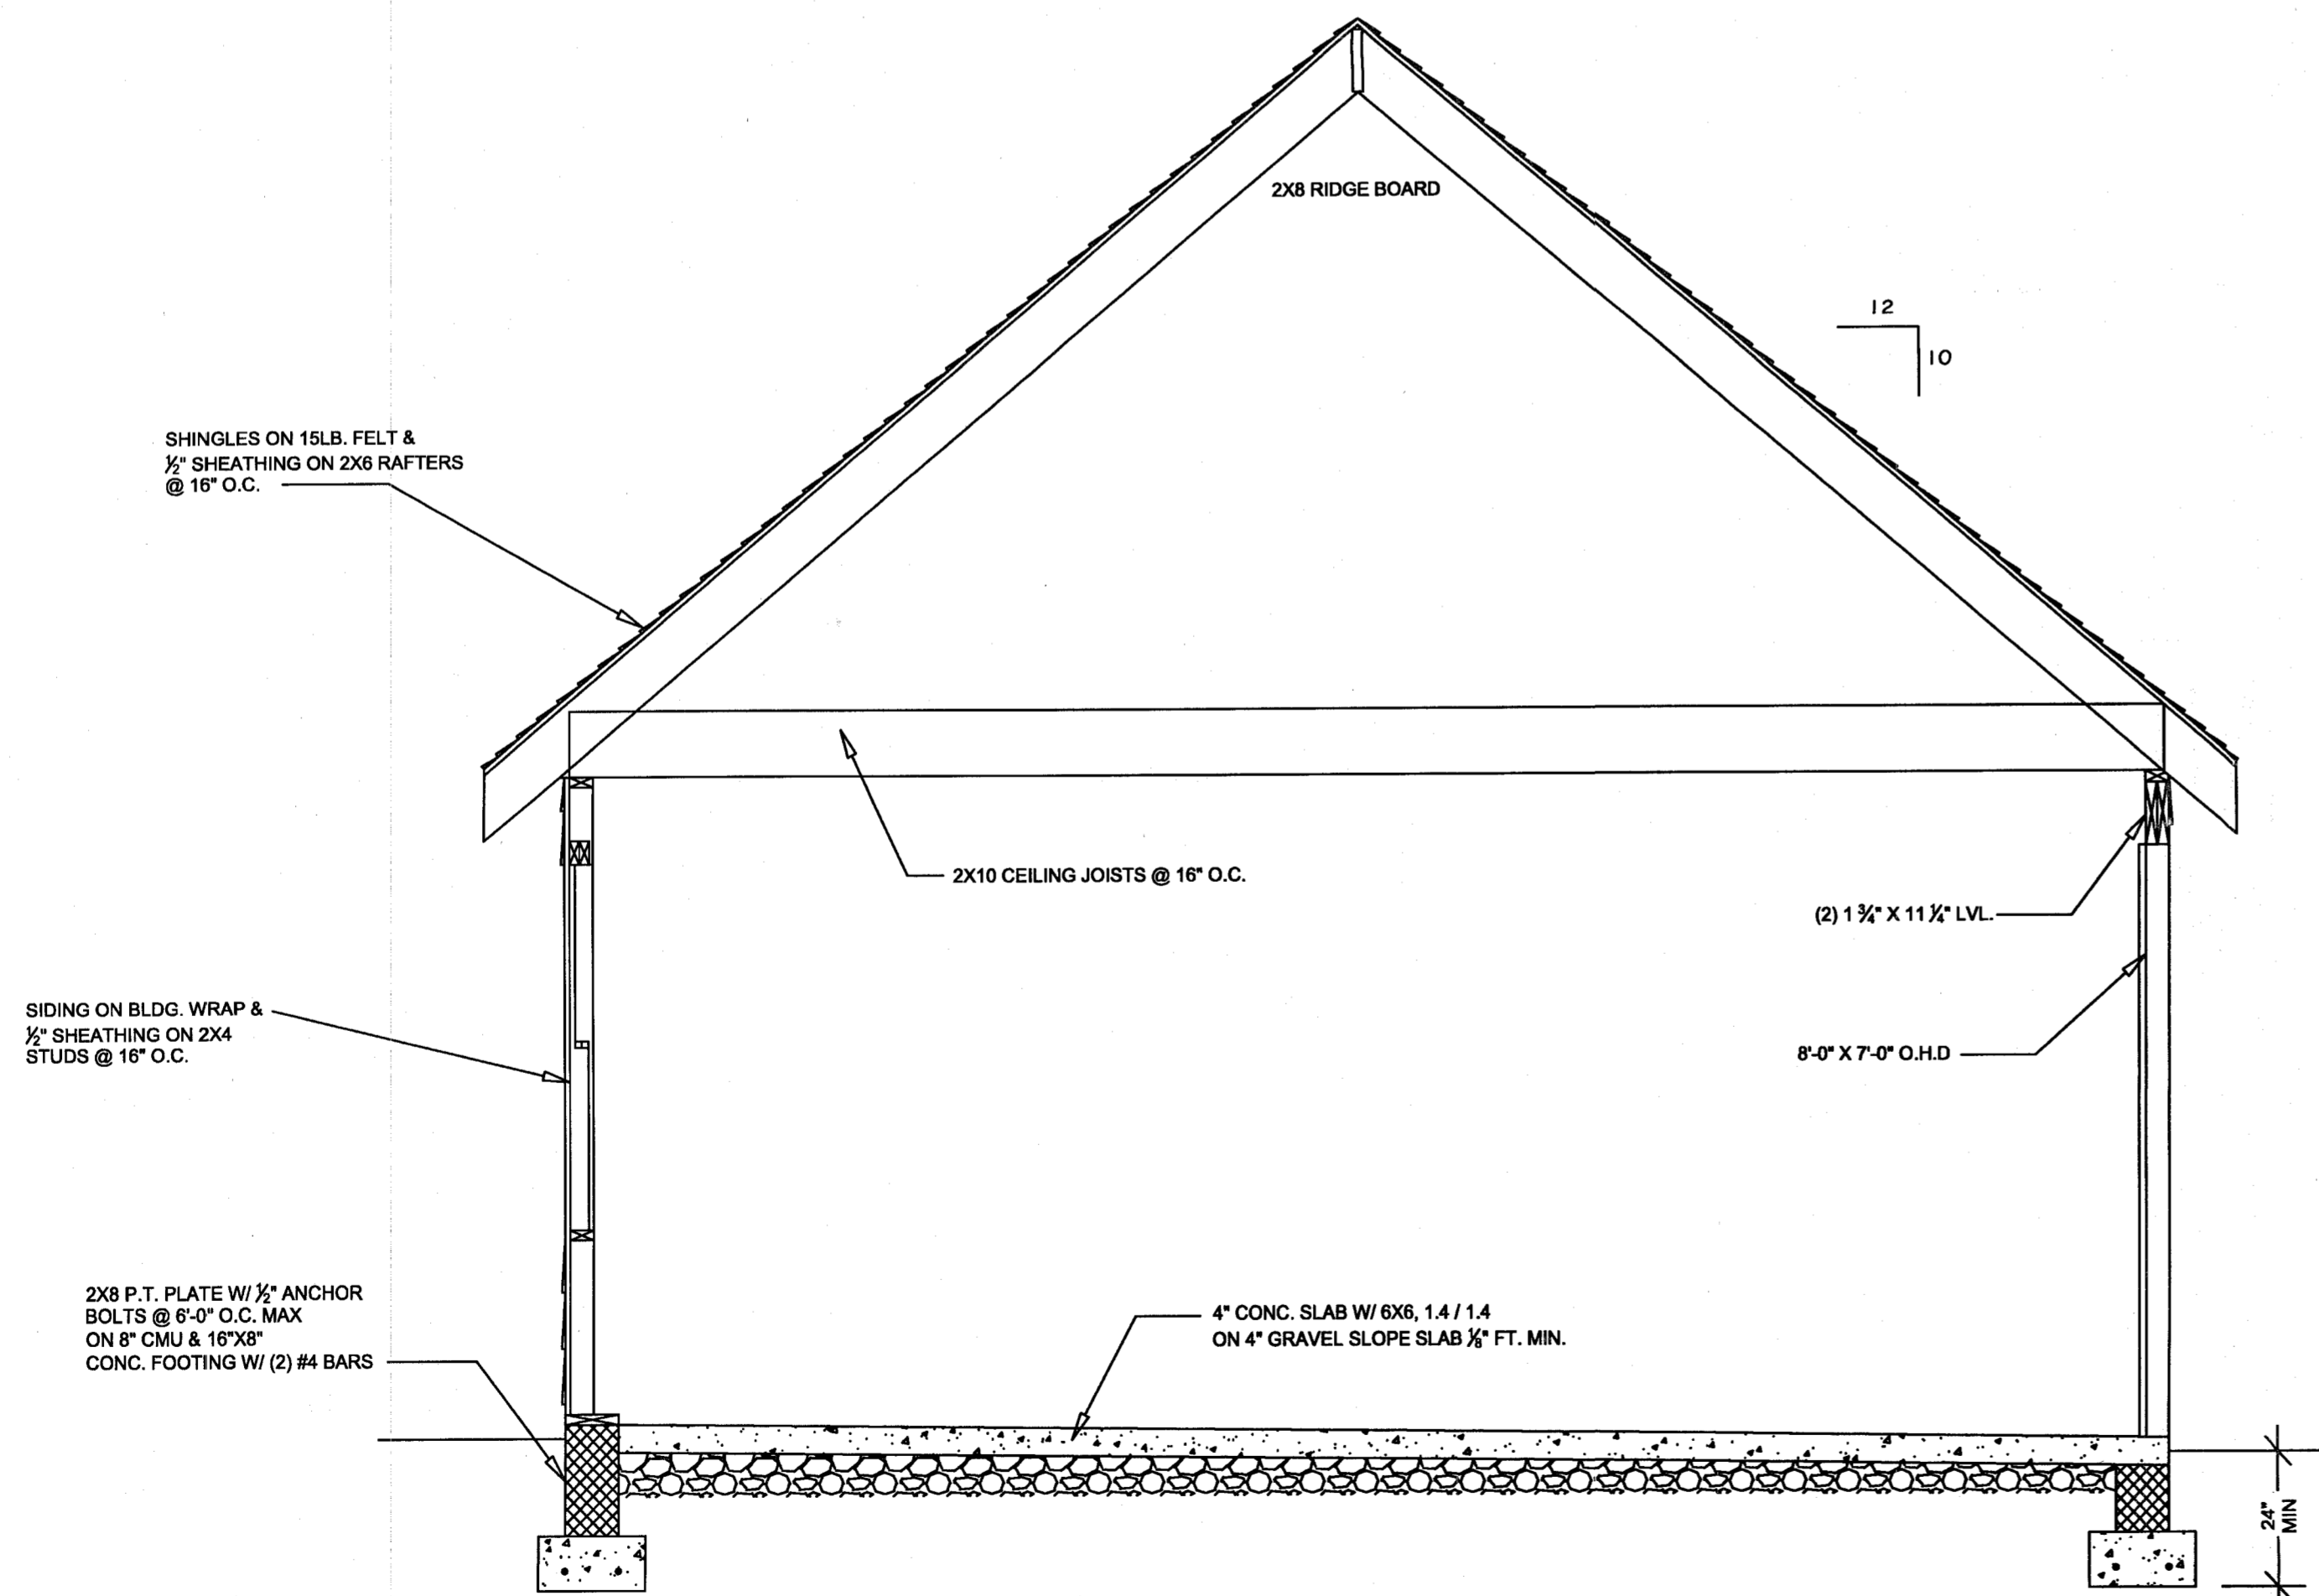 2X8 RIDGE BOARD
12
10
SHINGLES ON 15LB. FELT &
½" SHEATHING ON 2X6 RAFTERS
@ 16" O.C.
2X10 CEILING JOISTS @ 16" O.C.
(2) 1 ¾" X 11 ¼" LVL.
8'-0" X 7'-0" O.H.D
SIDING ON BLDG. WRAP &
½" SHEATHING ON 2X4
STUDS @ 16" O.C.
2X8 P.T. PLATE W/ ½" ANCHOR
BOLTS @ 6'-0" O.C. MAX
ON 8" CMU & 16"X8"
CONC. FOOTING W/ (2) #4 BARS
4" CONC. SLAB W/ 6X6, 1.4 / 1.4
ON 4" GRAVEL SLOPE SLAB ⅛" FT. MIN.
24"
MIN